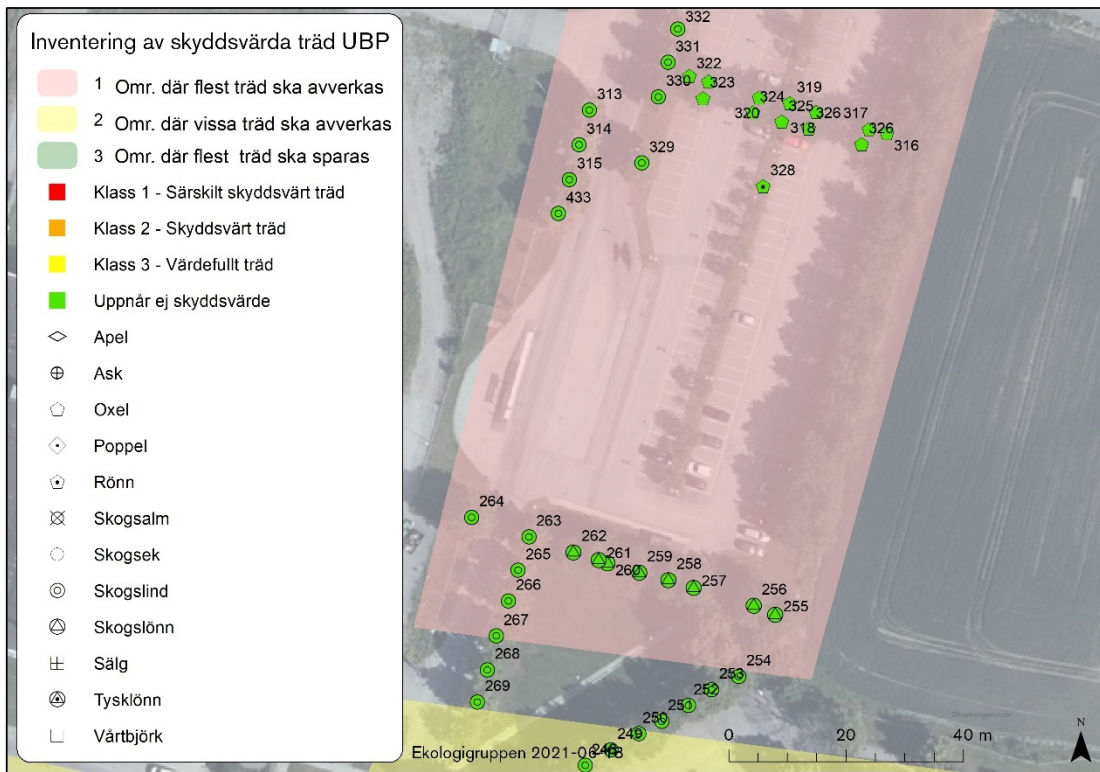 Inventering av skyddsvärda träd UBP
1 Omr. där flest träd ska avverkas
2 Omr. där vissa träd ska avverkas
3 Omr. där flest träd ska sparas
Klass 1 - Särskilt skyddsvärt träd
Klass 2 - Skyddsvärt träd
Klass 3 - Värdefullt träd
Uppnår ej skyddsvärde
Apel
Ask
Oxel
Poppel
Rönn
Skogsalm
Skogsek
Skogslind
Skogslönn
Sälg
Tysklönn
Vårtbjörk
332
331
322
330
323
313
324
319
320
325
326
317
314
318
326
316
315
329
328
433
264
263
262
265
261
260
259
258
257
266
256
255
267
268
254
253
269
252
251
250
249
248
Ekologigruppen 2021-06-18
0 20 40 m
N